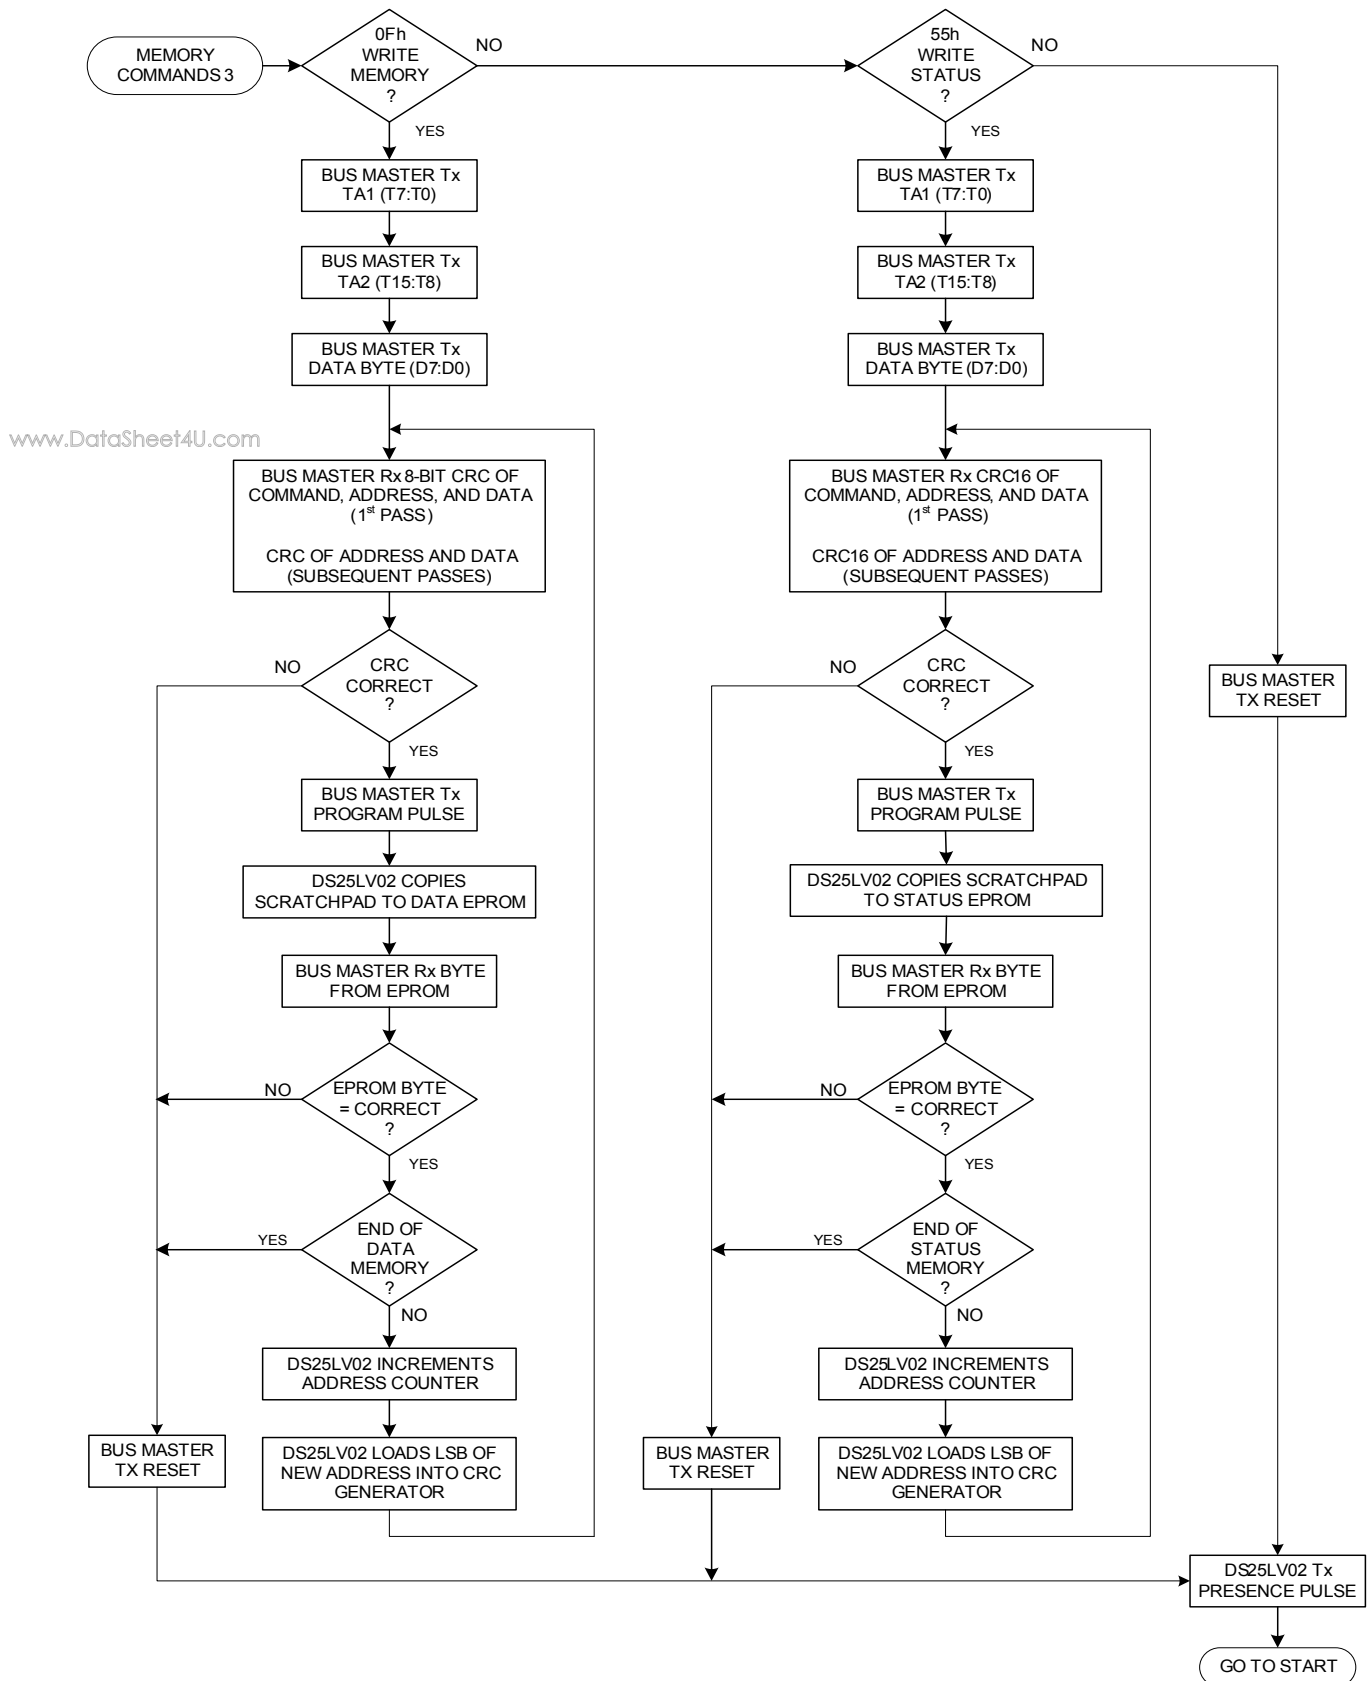 MEMORY
COMMANDS 3
0Fh
WRITE
MEMORY
?
NO
YES
55h
WRITE
STATUS
?
NO
YES
BUS MASTER Tx
TA1 (T7:T0)
BUS MASTER Tx
TA2 (T15:T8)
BUS MASTER Tx
DATA BYTE (D7:D0)
www.DataSheet4U.com
BUS MASTER Rx 8-BIT CRC OF
COMMAND, ADDRESS, AND DATA
(1st PASS)
CRC OF ADDRESS AND DATA
(SUBSEQUENT PASSES)
CRC
CORRECT
?
NO
YES
BUS MASTER Tx
PROGRAM PULSE
DS25LV02 COPIES
SCRATCHPAD TO DATA EPROM
BUS MASTER Rx BYTE
FROM EPROM
EPROM BYTE
= CORRECT
?
NO
YES
END OF
DATA
MEMORY
?
YES
NO
DS25LV02 INCREMENTS
ADDRESS COUNTER
DS25LV02 LOADS LSB OF
NEW ADDRESS INTO CRC
GENERATOR
BUS MASTER
TX RESET
BUS MASTER Tx
TA1 (T7:T0)
BUS MASTER Tx
TA2 (T15:T8)
BUS MASTER Tx
DATA BYTE (D7:D0)
BUS MASTER Rx CRC16 OF
COMMAND, ADDRESS, AND DATA
(1st PASS)
CRC16 OF ADDRESS AND DATA
(SUBSEQUENT PASSES)
CRC
CORRECT
?
NO
YES
BUS MASTER Tx
PROGRAM PULSE
DS25LV02 COPIES SCRATCHPAD
TO STATUS EPROM
BUS MASTER Rx BYTE
FROM EPROM
EPROM BYTE
= CORRECT
?
NO
YES
END OF
STATUS
MEMORY
?
YES
NO
DS25LV02 INCREMENTS
ADDRESS COUNTER
DS25LV02 LOADS LSB OF
NEW ADDRESS INTO CRC
GENERATOR
BUS MASTER
TX RESET
BUS MASTER
TX RESET
DS25LV02 Tx
PRESENCE PULSE
GO TO START